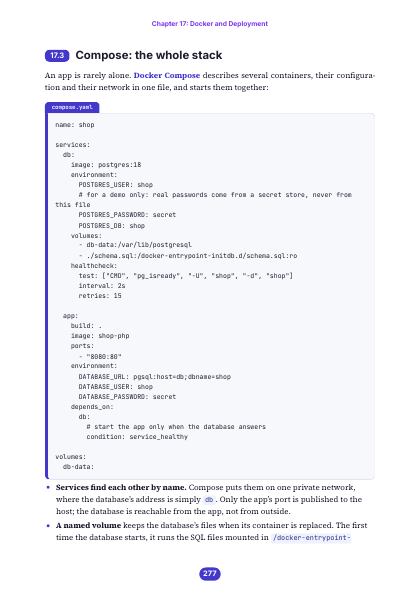 Chapter 17: Docker and Deployment
17.3 Compose: the whole stack
An app is rarely alone. Docker Compose describes several containers, their configura-
tion and their network in one file, and starts them together:
compose.yaml
name: shop
services:
  db:
    image: postgres:18
    environment:
      POSTGRES_USER: shop
      # for a demo only: real passwords come from a secret store, never from
this file
      POSTGRES_PASSWORD: secret
      POSTGRES_DB: shop
    volumes:
      - db-data:/var/lib/postgresql
      - ./schema.sql:/docker-entrypoint-initdb.d/schema.sql:ro
    healthcheck:
      test: ["CMD", "pg_isready", "-U", "shop", "-d", "shop"]
      interval: 2s
      retries: 15
  app:
    build: .
    image: shop-php
    ports:
      - "8080:80"
    environment:
      DATABASE_URL: pgsql:host=db;dbname=shop
      DATABASE_USER: shop
      DATABASE_PASSWORD: secret
    depends_on:
      db:
        # start the app only when the database answers
        condition: service_healthy
volumes:
  db-data:
• Services find each other by name. Compose puts them on one private network,
where the database's address is simply db. Only the app's port is published to the
host; the database is reachable from the app, not from outside.
• A named volume keeps the database's files when its container is replaced. The first
time the database starts, it runs the SQL files mounted in /docker-entrypoint-
277